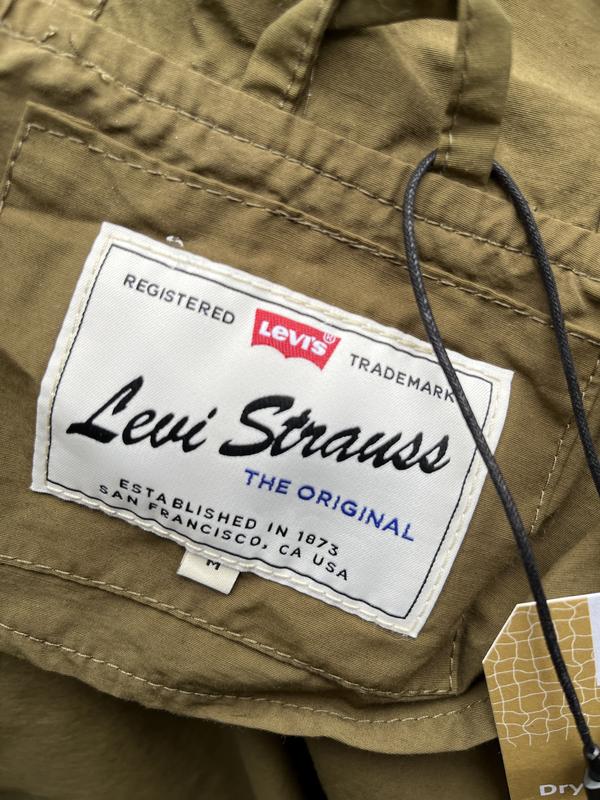 REGISTERED Levi's® TRADEMARK
Levi Strauss
THE ORIGINAL
ESTABLISHED IN 1873
SAN FRANCISCO, CA USA
M
Dry